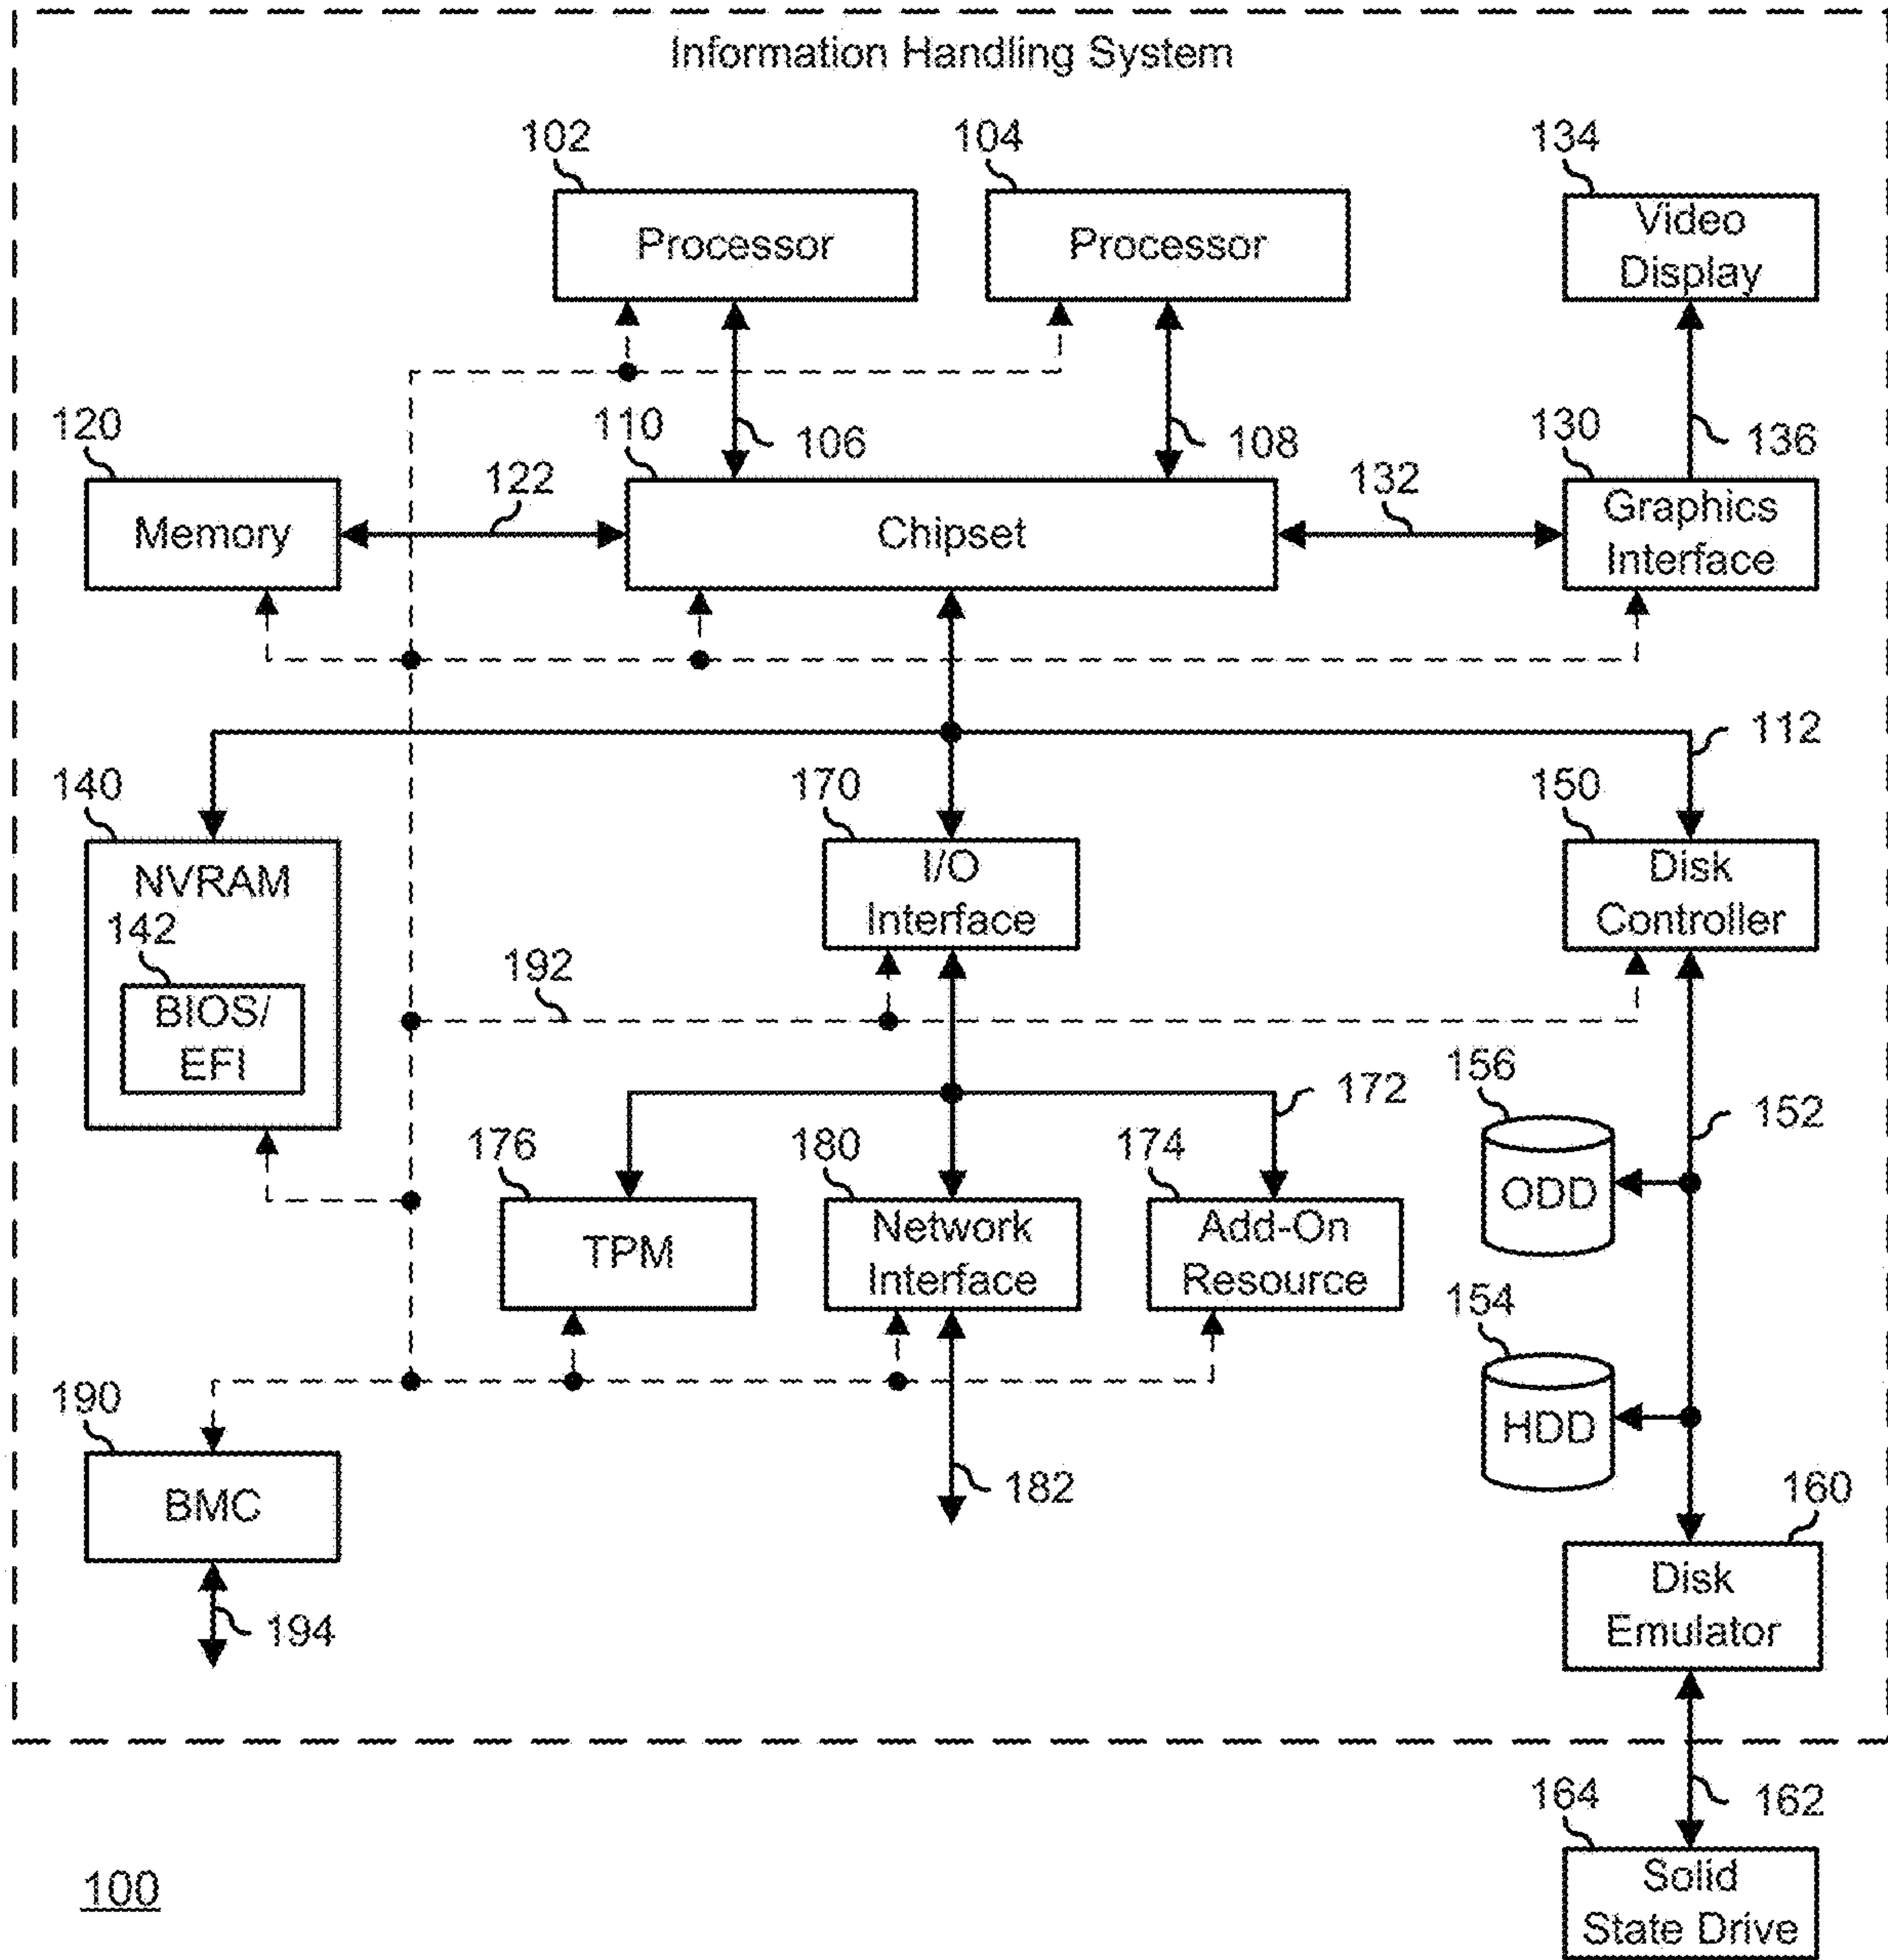 Information Handling System
102
104
134
Processor
Processor
Video
Display
120
110
106
108
130
136
122
132
Memory
Chipset
Graphics
Interface
112
140
170
150
NVRAM
I/O
Interface
Disk
Controller
142
BIOS/
EFI
192
156
172
152
176
180
174
ODD
TPM
Network
Interface
Add-On
Resource
154
190
HDD
182
160
BMC
194
Disk
Emulator
164
162
100
Solid
State Drive